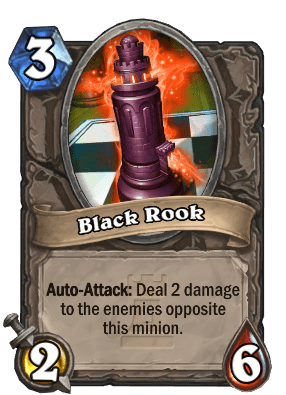 3
Black Rook
Auto-Attack: Deal 2 damage
to the enemies opposite
this minion.
2
6